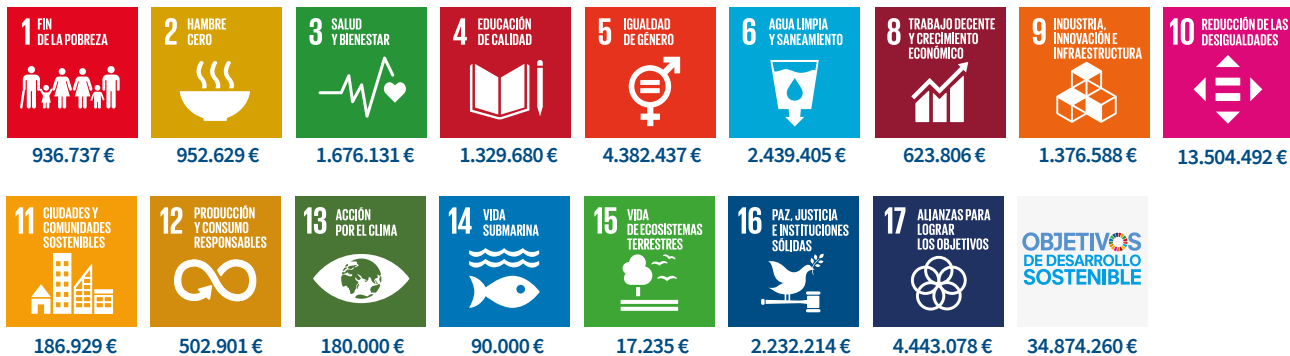 1 FIN
DE LA POBREZA
936.737 €
2 HAMBRE
CERO
952.629 €
3 SALUD
Y BIENESTAR
1.676.131 €
4 EDUCACIÓN
DE CALIDAD
1.329.680 €
5 IGUALDAD
DE GÉNERO
4.382.437 €
6 AGUA LIMPIA
Y SANEAMIENTO
2.439.405 €
8 TRABAJO DECENTE
Y CRECIMIENTO
ECONÓMICO
623.806 €
9 INDUSTRIA,
INNOVACIÓN E
INFRAESTRUCTURA
1.376.588 €
10 REDUCCIÓN DE LAS
DESIGUALDADES
13.504.492 €
11 CIUDADES Y
COMUNIDADES
SOSTENIBLES
186.929 €
12 PRODUCCIÓN
Y CONSUMO
RESPONSABLES
502.901 €
13 ACCIÓN
POR EL CLIMA
180.000 €
14 VIDA
SUBMARINA
90.000 €
15 VIDA
DE ECOSISTEMAS
TERRESTRES
17.235 €
16 PAZ, JUSTICIA
E INSTITUCIONES
SÓLIDAS
2.232.214 €
17 ALIANZAS PARA
LOGRAR
LOS OBJETIVOS
4.443.078 €
OBJETIVOS
DE DESARROLLO
SOSTENIBLE
34.874.260 €